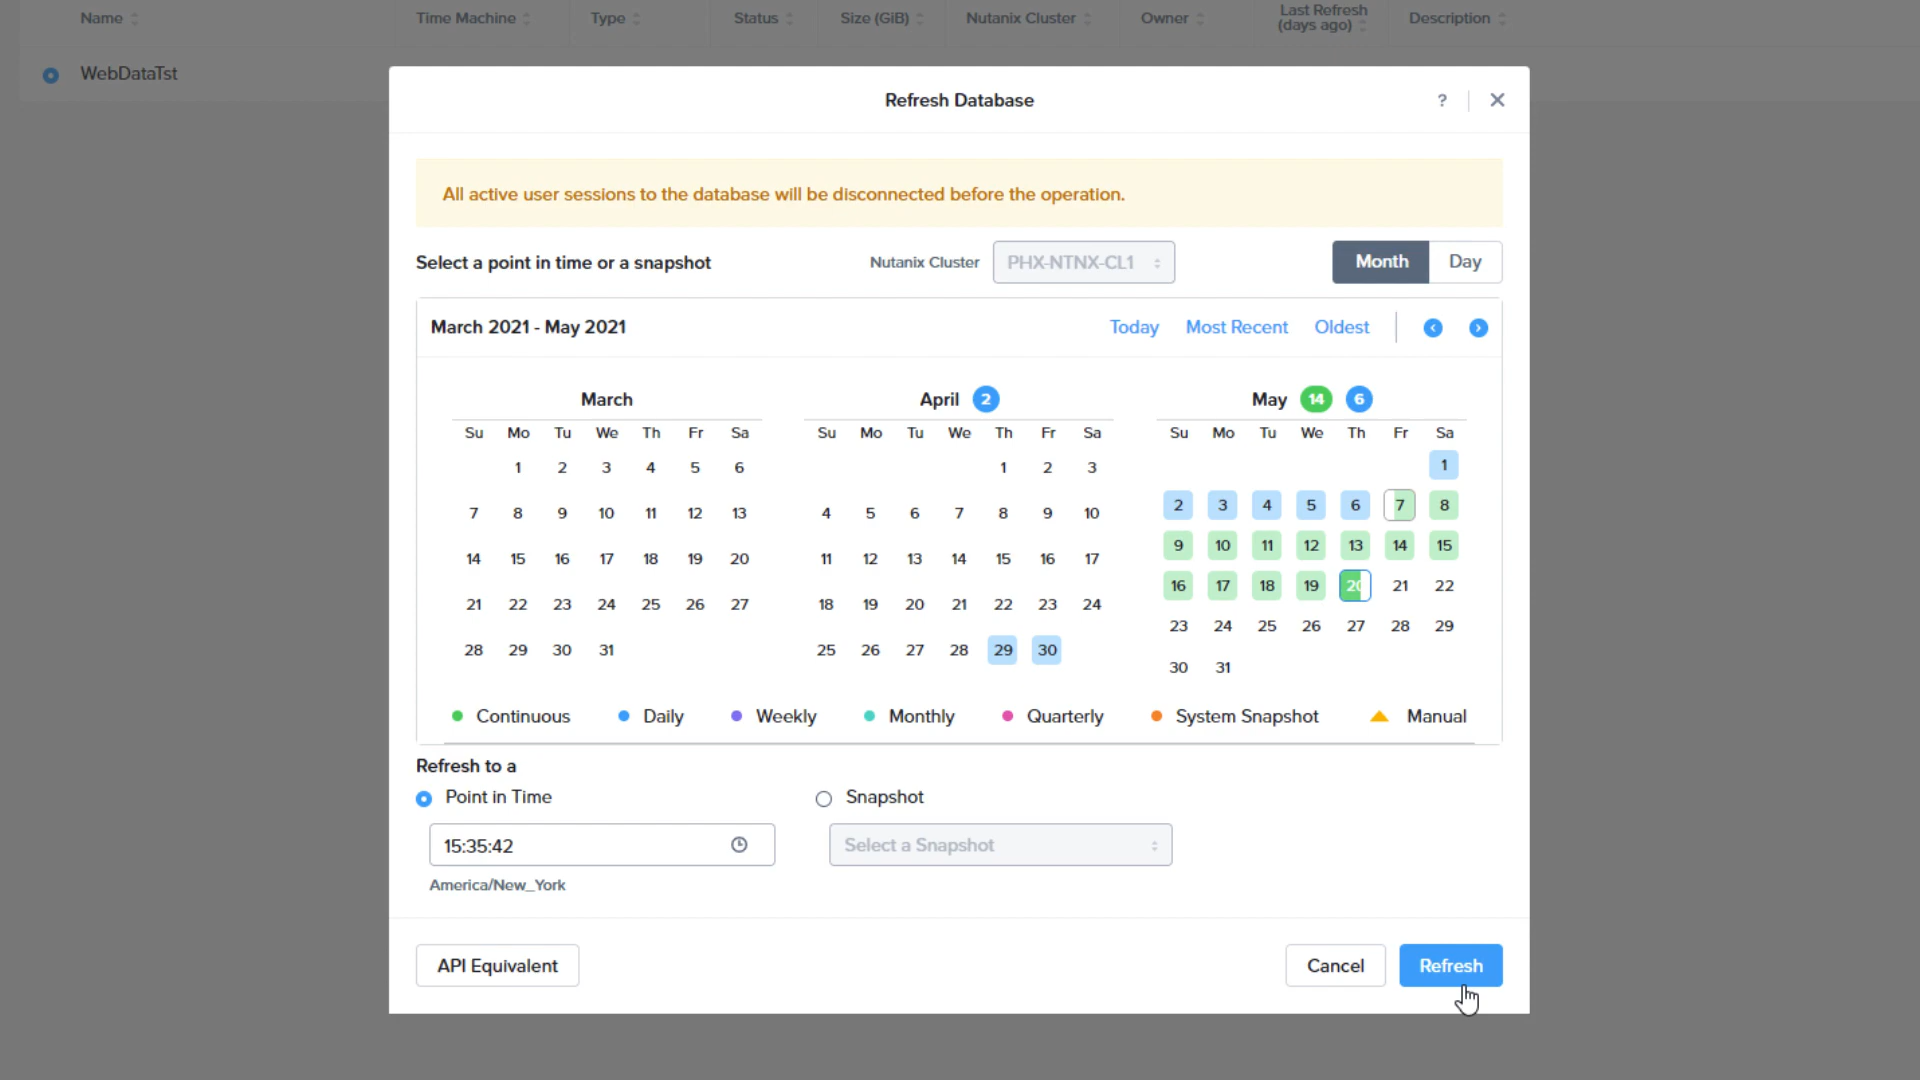 Name Time Machine Type Status Size (GiB) Nutanix Cluster Owner Last Refresh (days ago) Description
WebDataTst
Refresh Database ?
All active user sessions to the database will be disconnected before the operation.
Select a point in time or a snapshot Nutanix Cluster PHX-NTNX-CL1 Month Day
March 2021 - May 2021 Today Most Recent Oldest
March
Su Mo Tu We Th Fr Sa
1 2 3 4 5 6
7 8 9 10 11 12 13
14 15 16 17 18 19 20
21 22 23 24 25 26 27
28 29 30 31
April 2
Su Mo Tu We Th Fr Sa
1 2 3
4 5 6 7 8 9 10
11 12 13 14 15 16 17
18 19 20 21 22 23 24
25 26 27 28 29 30
May 14 6
Su Mo Tu We Th Fr Sa
1
2 3 4 5 6 7 8
9 10 11 12 13 14 15
16 17 18 19 20 21 22
23 24 25 26 27 28 29
30 31
Continuous Daily Weekly Monthly Quarterly System Snapshot Manual
Refresh to a
Point in Time Snapshot
15:35:42 Select a Snapshot
America/New_York
API Equivalent Cancel Refresh